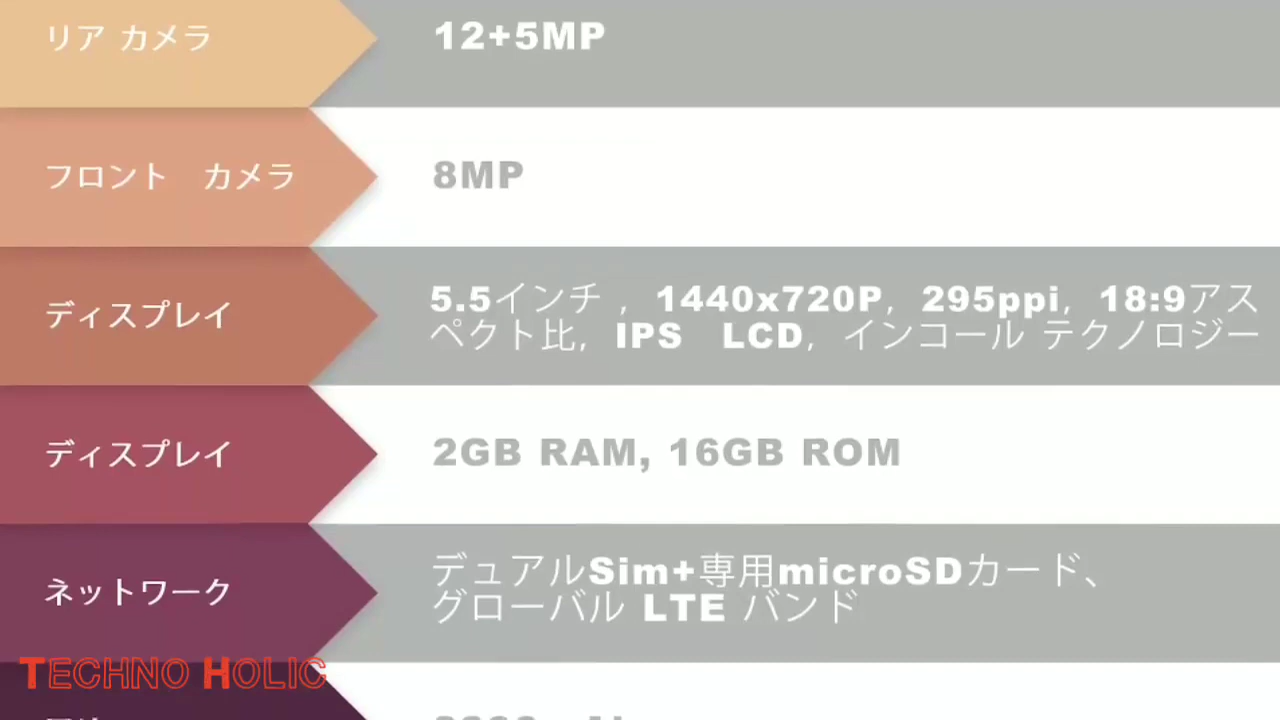 リア カメラ
12+5MP
フロント　カメラ
8MP
ディスプレイ
5.5インチ , 1440x720P, 295ppi, 18:9アス
ペクト比, IPS　LCD, インコール テクノロジー
ディスプレイ
2GB RAM, 16GB ROM
ネットワーク
デュアルSim+専用microSDカード、
グローバル LTE バンド
TECHNO HOLIC